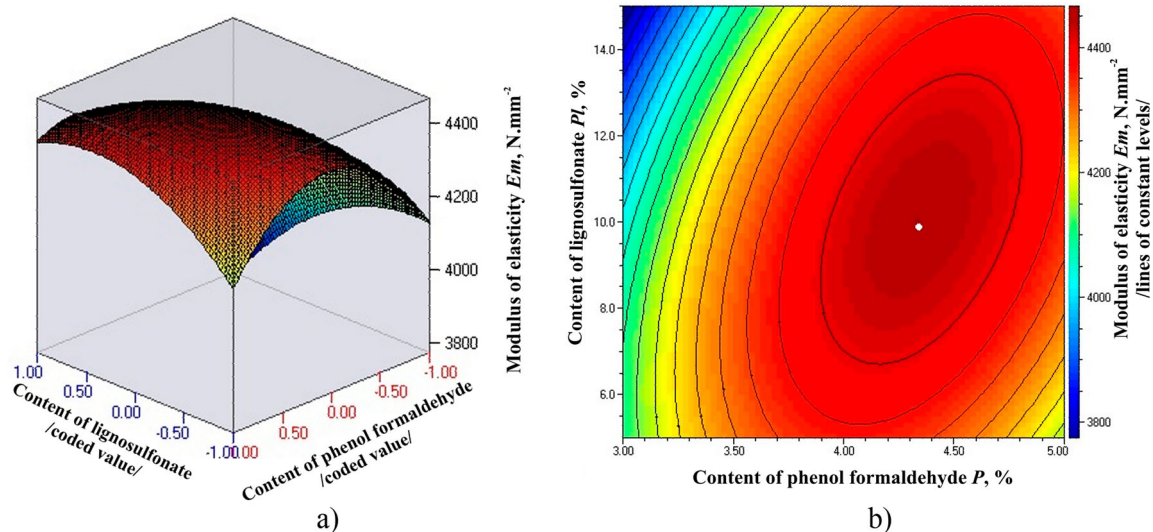 4400
4200
4000
3800
Modulus of elasticity Em, N.mm-2
1.00
0.50
0.00
-0.50
-1.00
Content of lignosulfonate
/coded value/
0.00
0.50
0.00
-0.50
-1.00
Content of phenol formaldehyde
/coded value/
a)
Content of lignosulfonate Pl, %
14.0
12.0
10.0
8.0
6.0
3.00
3.50
4.00
4.50
5.00
Content of phenol formaldehyde P, %
4400
4200
4000
3800
Modulus of elasticity Em, N.mm-2
/lines of constant levels/
b)